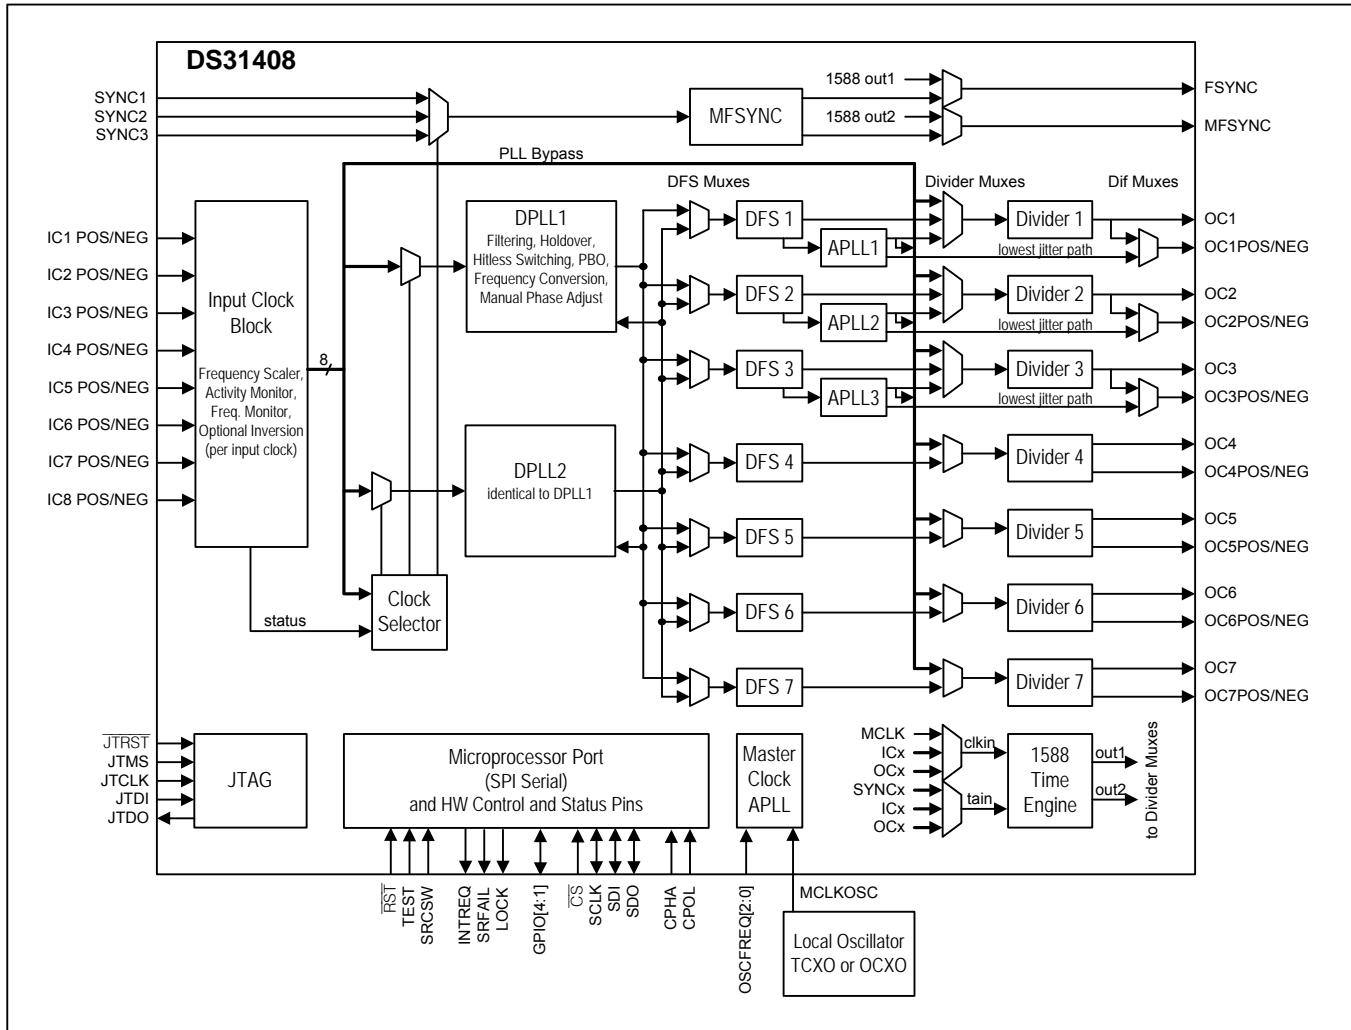 DS31408
SYNC1
SYNC2
SYNC3
MFSYNC
1588 out1
1588 out2
FSYNC
MFSYNC
PLL Bypass
DFS Muxes
Divider Muxes
Dif Muxes
IC1 POS/NEG
IC2 POS/NEG
IC3 POS/NEG
IC4 POS/NEG
IC5 POS/NEG
IC6 POS/NEG
IC7 POS/NEG
IC8 POS/NEG
Input Clock
Block
Frequency Scaler,
Activity Monitor,
Freq. Monitor,
Optional Inversion
(per input clock)
8
status
Clock
Selector
DPLL1
Filtering, Holdover,
Hitless Switching, PBO,
Frequency Conversion,
Manual Phase Adjust
DPLL2
identical to DPLL1
DFS 1
APLL1
Divider 1
lowest jitter path
OC1
OC1POS/NEG
DFS 2
APLL2
Divider 2
lowest jitter path
OC2
OC2POS/NEG
DFS 3
APLL3
Divider 3
lowest jitter path
OC3
OC3POS/NEG
DFS 4
Divider 4
OC4
OC4POS/NEG
DFS 5
Divider 5
OC5
OC5POS/NEG
DFS 6
Divider 6
OC6
OC6POS/NEG
DFS 7
Divider 7
OC7
OC7POS/NEG
JTRST
JTMS
JTCLK
JTDI
JTDO
JTAG
Microprocessor Port
(SPI Serial)
and HW Control and Status Pins
RST
TEST
SRCSW
INTREQ
SRFAIL
LOCK
GPIO[4:1]
CS
SCLK
SDI
SDO
CPHA
CPOL
Master
Clock
APLL
OSCFREQ[2:0]
MCLKOSC
Local Oscillator
TCXO or OCXO
MCLK
ICx
OCx
SYNCx
ICx
OCx
clkin
tain
1588
Time
Engine
out1
out2
to Divider Muxes